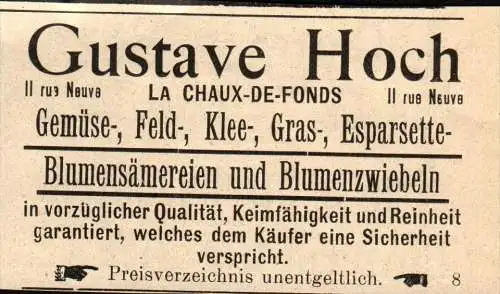 Gustave Hoch
11 rue Neuve LA CHAUX-DE-FONDS 11 rue Neuve
Gemüse-, Feld-, Klee-, Gras-, Esparsette-
Blumensämereien und Blumenzwiebeln
in vorzüglicher Qualität, Keimfähigkeit und Reinheit
garantiert, welches dem Käufer eine Sicherheit
verspricht.
Preisverzeichnis unentgeltlich. 8